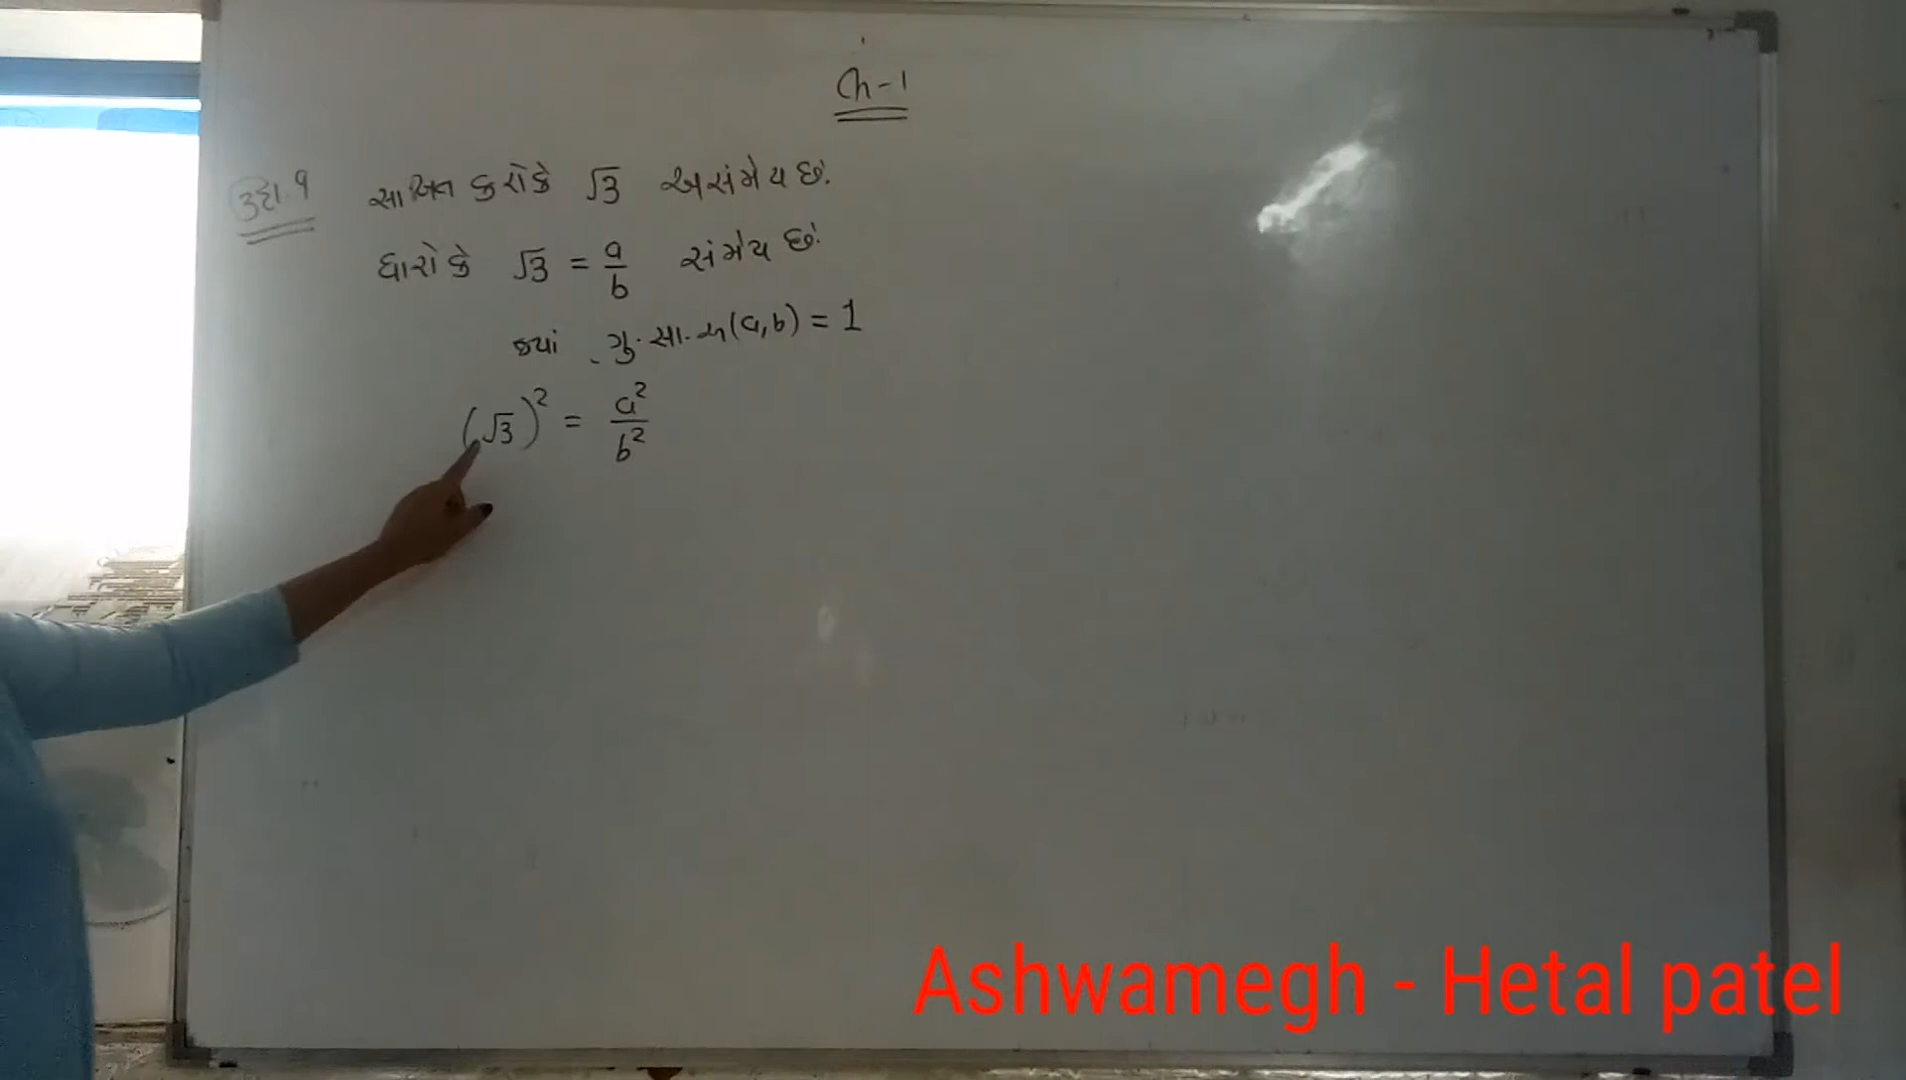 Ch-1
ઉદા.૧ સાબિત કરો કે √3 અસંમેય છે.
ધારો કે √3 = a/b સંમેય છે.
જ્યાં ગુ.સા.અ(a,b) = 1
(√3)² = a²/b²
Ashwamegh - Hetal patel